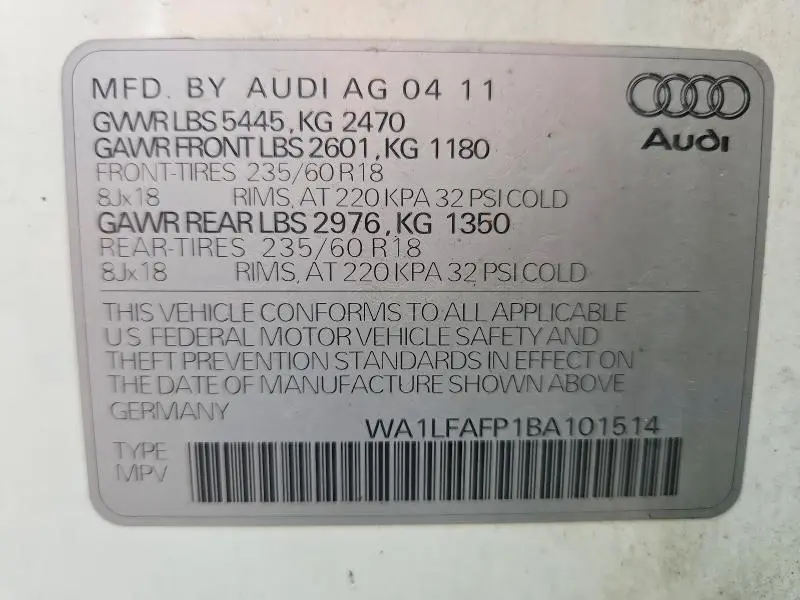 MFD. BY AUDI AG 04 11
GVWR LBS 5445, KG 2470
GAWR FRONT LBS 2601, KG 1180
FRONT-TIRES 235/60 R18
8Jx18 RIMS, AT 220 KPA 32 PSI COLD
GAWR REAR LBS 2976, KG 1350
REAR-TIRES 235/60 R18
8Jx18 RIMS, AT 220 KPA 32 PSI COLD
Audi
THIS VEHICLE CONFORMS TO ALL APPLICABLE
U.S. FEDERAL MOTOR VEHICLE SAFETY AND
THEFT PREVENTION STANDARDS IN EFFECT ON
THE DATE OF MANUFACTURE SHOWN ABOVE
GERMANY
WA1LFAFP1BA101514
TYPE
MPV